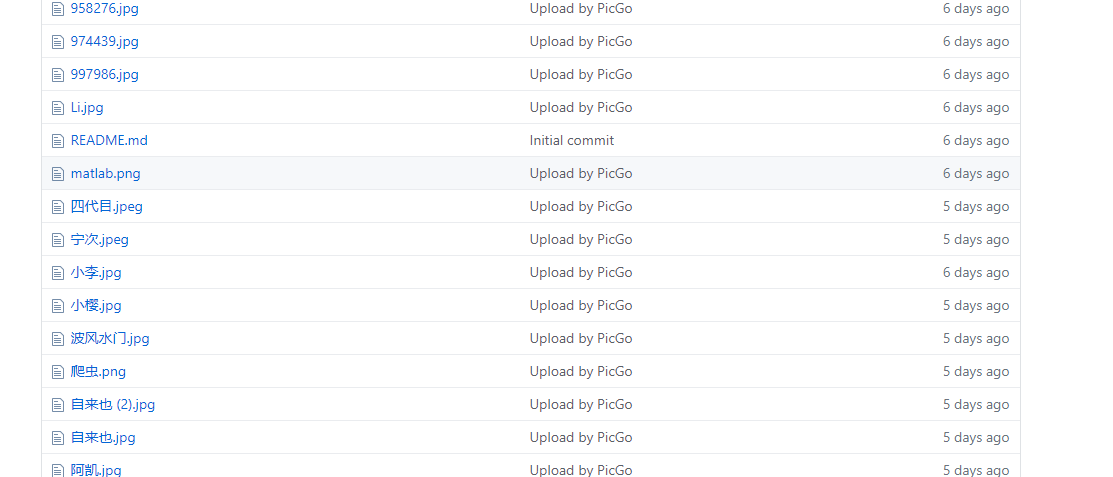 958276.jpg Upload by PicGo 6 days ago
974439.jpg Upload by PicGo 6 days ago
997986.jpg Upload by PicGo 6 days ago
Li.jpg Upload by PicGo 6 days ago
README.md Initial commit 6 days ago
matlab.png Upload by PicGo 6 days ago
四代目.jpeg Upload by PicGo 5 days ago
宁次.jpeg Upload by PicGo 5 days ago
小李.jpg Upload by PicGo 6 days ago
小樱.jpg Upload by PicGo 5 days ago
波风水门.jpg Upload by PicGo 5 days ago
爬虫.png Upload by PicGo 5 days ago
自来也 (2).jpg Upload by PicGo 5 days ago
自来也.jpg Upload by PicGo 5 days ago
阿凯.jpg Upload by PicGo 5 days ago